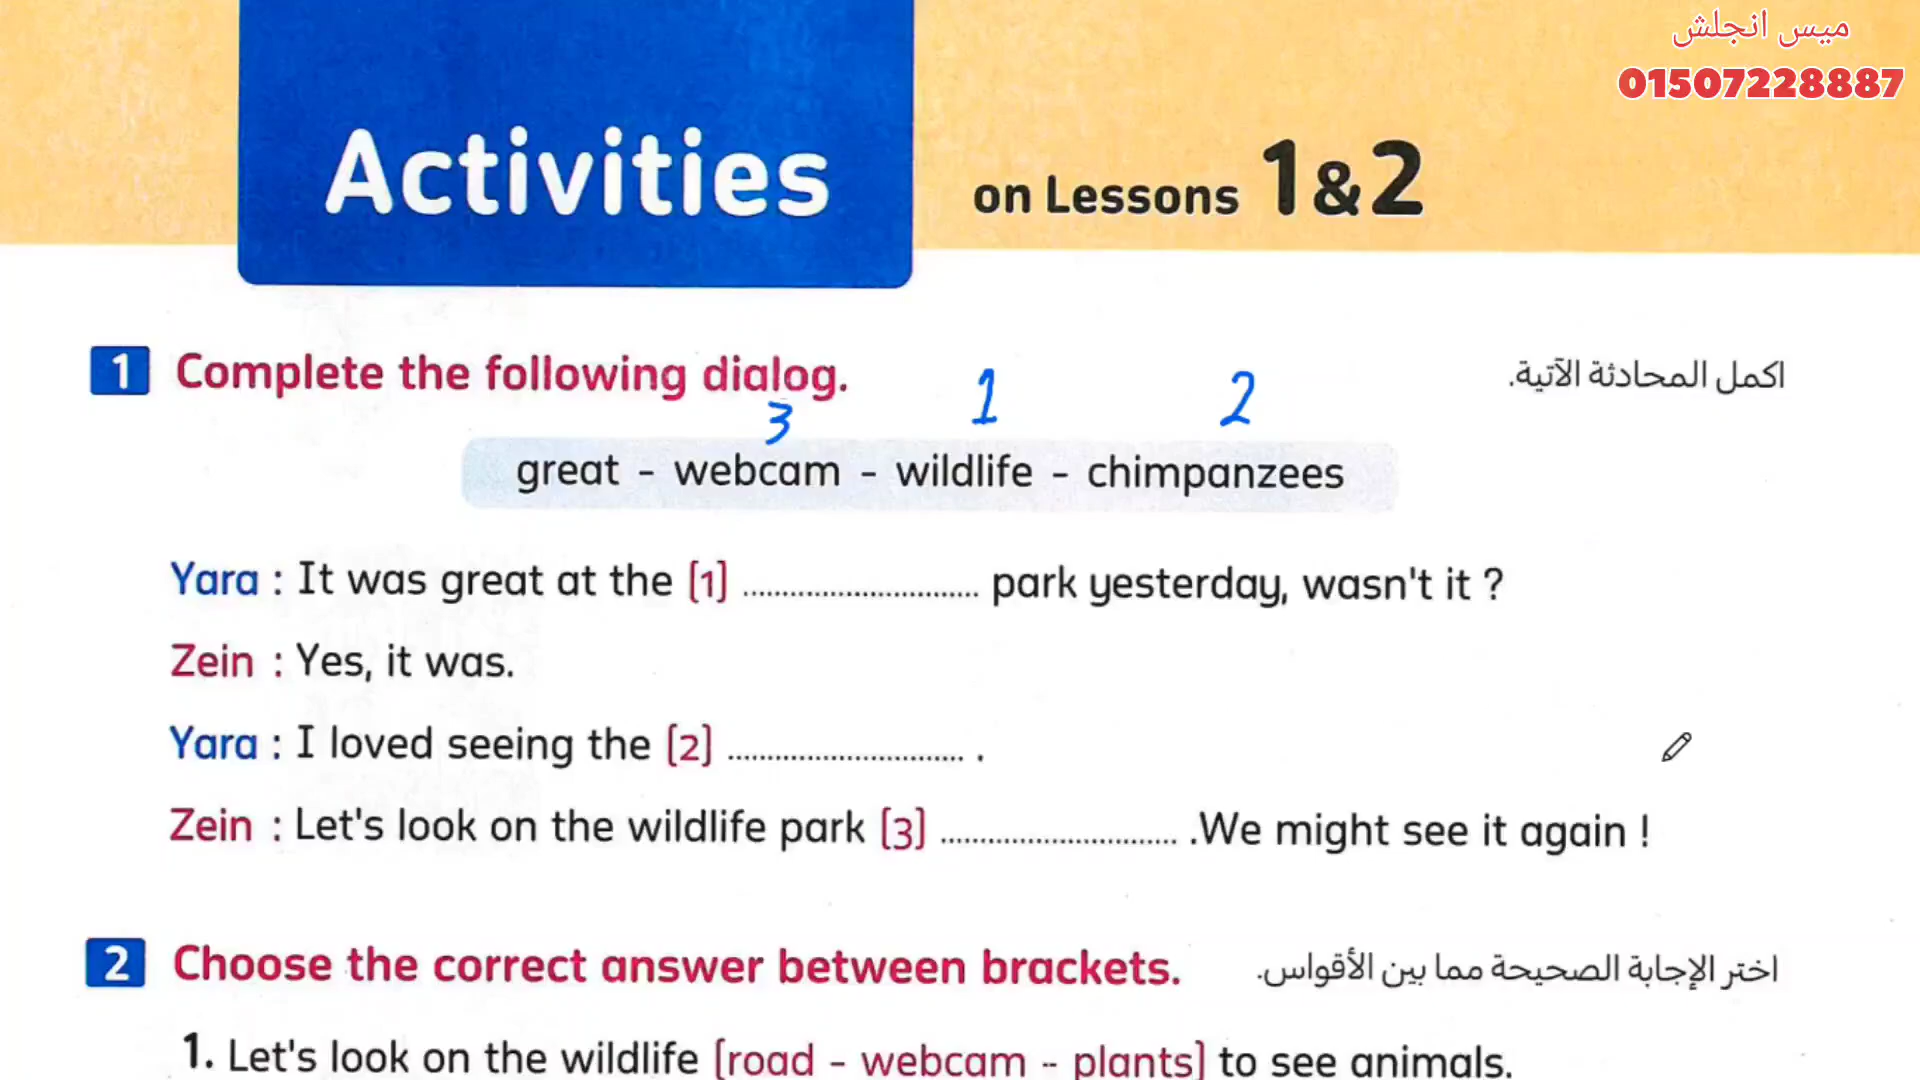 ميس انجلش
01507228887
Activities on Lessons 1&2
1 Complete the following dialog. اكمل المحادثة الآتية.
3 1 2
great - webcam - wildlife - chimpanzees
Yara : It was great at the [1] ............................. park yesterday, wasn't it ?
Zein : Yes, it was.
Yara : I loved seeing the [2] ............................. .
Zein : Let's look on the wildlife park [3] ............................. .We might see it again !
2 Choose the correct answer between brackets. اختر الإجابة الصحيحة مما بين الأقواس.
1. Let's look on the wildlife [road - webcam -- plants] to see animals.